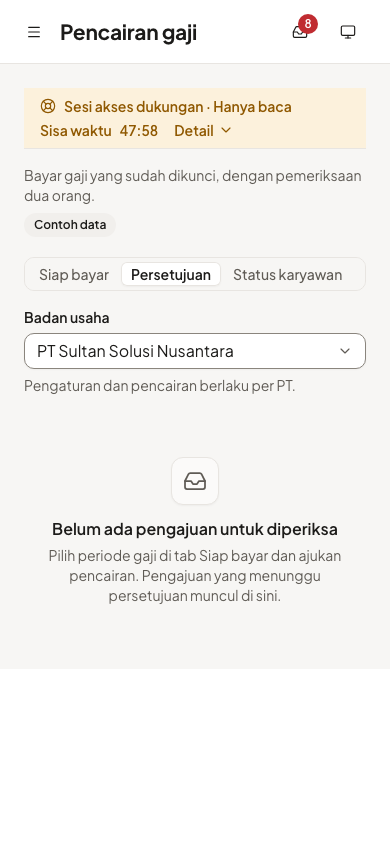 Pencairan gaji
8
Sesi akses dukungan · Hanya baca
Sisa waktu 47:58 Detail
Bayar gaji yang sudah dikunci, dengan pemeriksaan
dua orang.
Contoh data
Siap bayar Persetujuan Status karyawan
Badan usaha
PT Sultan Solusi Nusantara
Pengaturan dan pencairan berlaku per PT.
Belum ada pengajuan untuk diperiksa
Pilih periode gaji di tab Siap bayar dan ajukan
pencairan. Pengajuan yang menunggu
persetujuan muncul di sini.